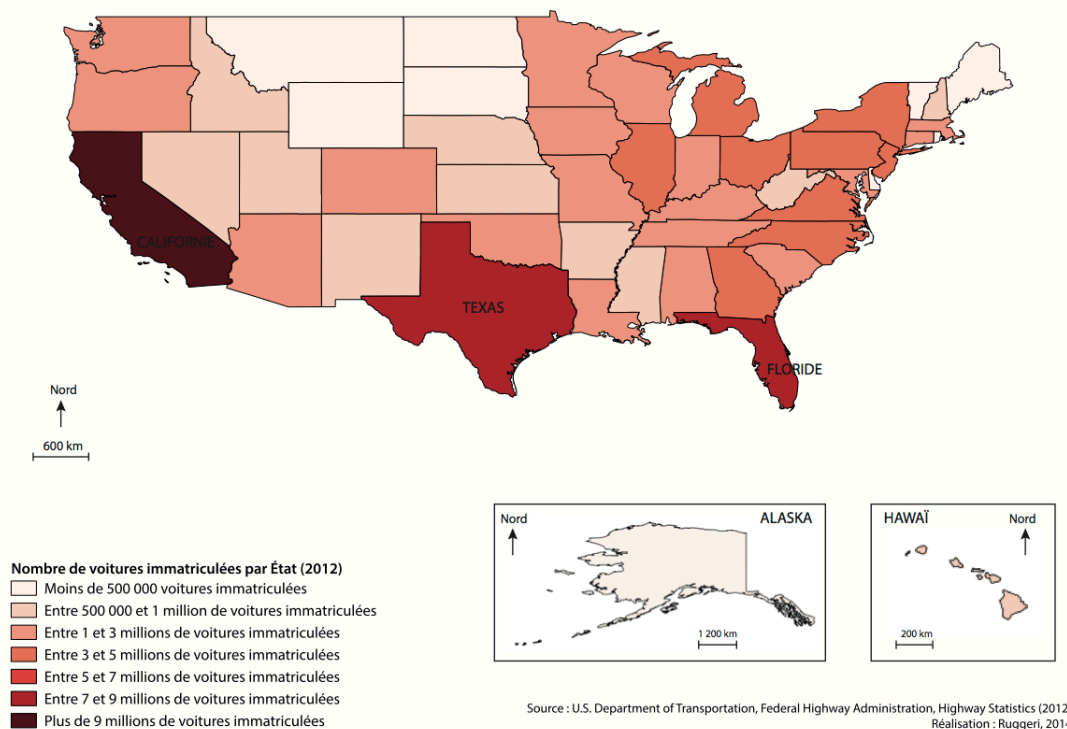 CALIFORNIE
TEXAS
FLORIDE
Nord
600 km
Nord
ALASKA
1 200 km
HAWAÏ
Nord
200 km
Nombre de voitures immatriculées par État (2012)
Moins de 500 000 voitures immatriculées
Entre 500 000 et 1 million de voitures immatriculées
Entre 1 et 3 millions de voitures immatriculées
Entre 3 et 5 millions de voitures immatriculées
Entre 5 et 7 millions de voitures immatriculées
Entre 7 et 9 millions de voitures immatriculées
Plus de 9 millions de voitures immatriculées
Source : U.S. Department of Transportation, Federal Highway Administration, Highway Statistics (2012
Réalisation : Ruggeri, 2014